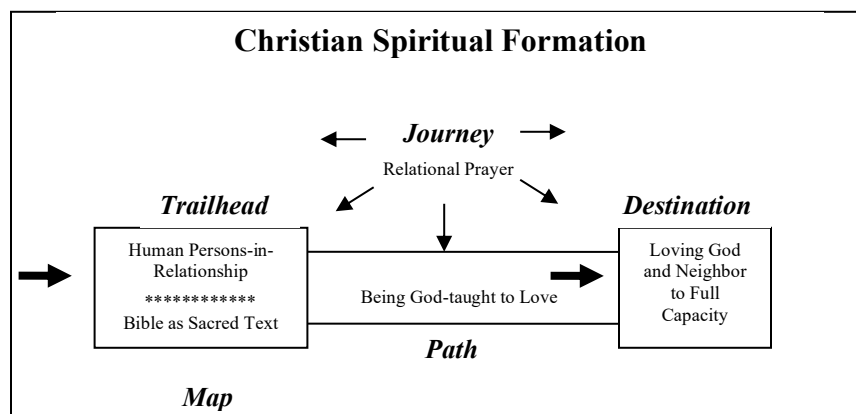 Christian Spiritual Formation
Journey
Relational Prayer
Trailhead
Destination
Human Persons-in-
Relationship
************
Bible as Sacred Text
Being God-taught to Love
Loving God
and Neighbor
to Full
Capacity
Path
Map